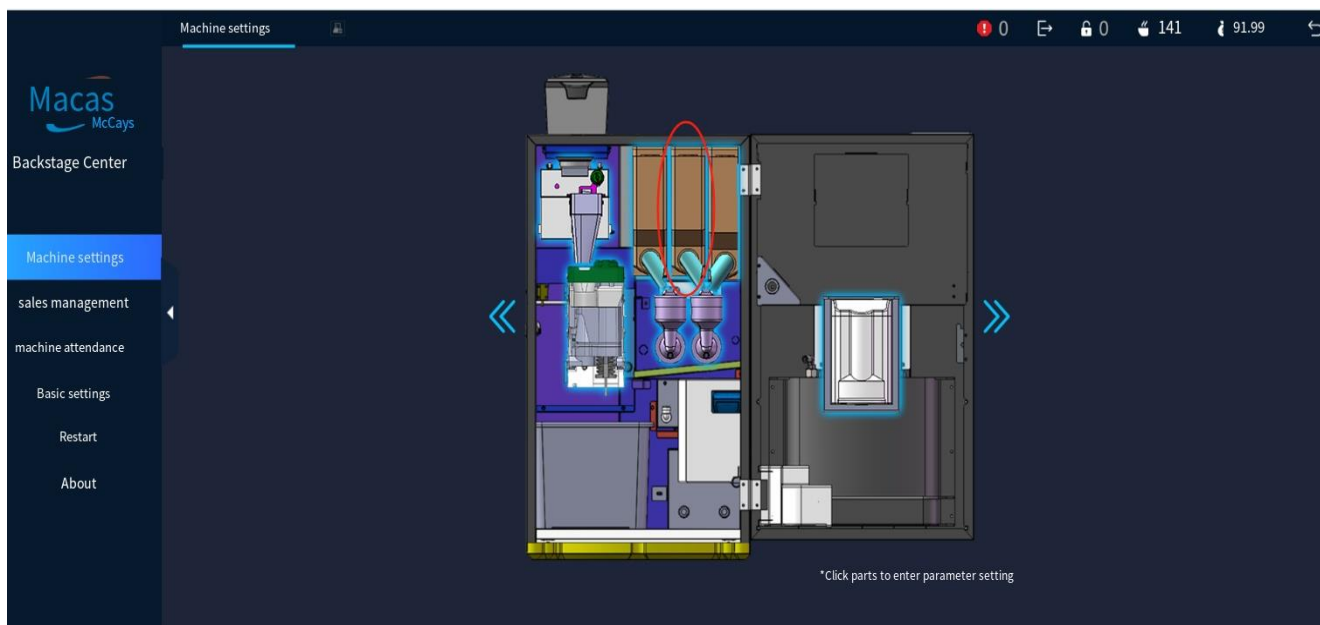 Machine settings
0
0
141
91.99
Macas
McCays
Backstage Center
Machine settings
sales management
machine attendance
Basic settings
Restart
About
*Click parts to enter parameter setting